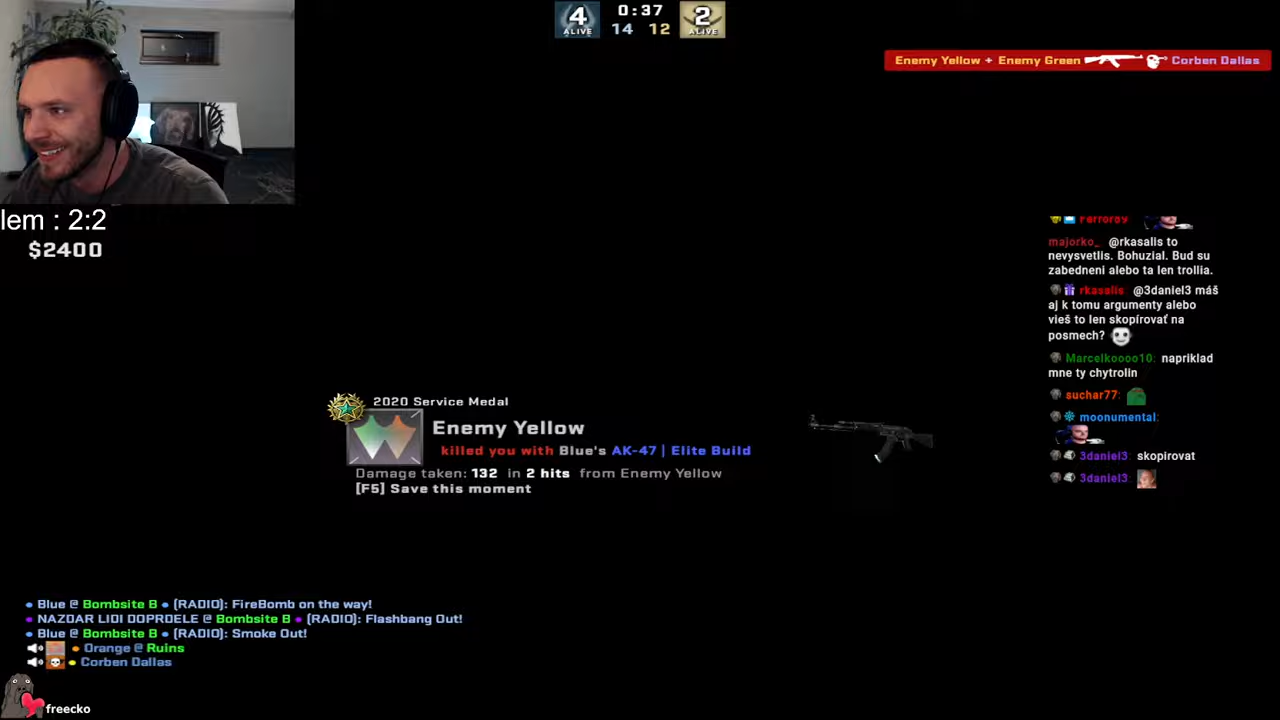 4
ALIVE
0:37
14 12
2
ALIVE
Enemy Yellow + Enemy Green Corben Dallas
lem : 2:2
$2400
Ferro89
majorko_ @rkasalis to
nevysvetlis. Bohuzial. Bud su
zabedneni alebo ta len trollia.
rkasalis: @3daniel3 máš
aj k tomu argumenty alebo
vieš to len skopírovať na
posmech?
Marcelkoooo10: napriklad
mne ty chytrolin
suchar77:
moonumental:
3daniel3: skopirovat
3daniel3:
2020 Service Medal
Enemy Yellow
killed you with Blue's AK-47 | Elite Build
Damage taken: 132 in 2 hits from Enemy Yellow
[F5] Save this moment
Blue @ Bombsite B (RADIO): FireBomb on the way!
NAZDAR LIDI DOPRDELE @ Bombsite B (RADIO): Flashbang Out!
Blue @ Bombsite B (RADIO): Smoke Out!
Orange @ Ruins
Corben Dallas
freecko